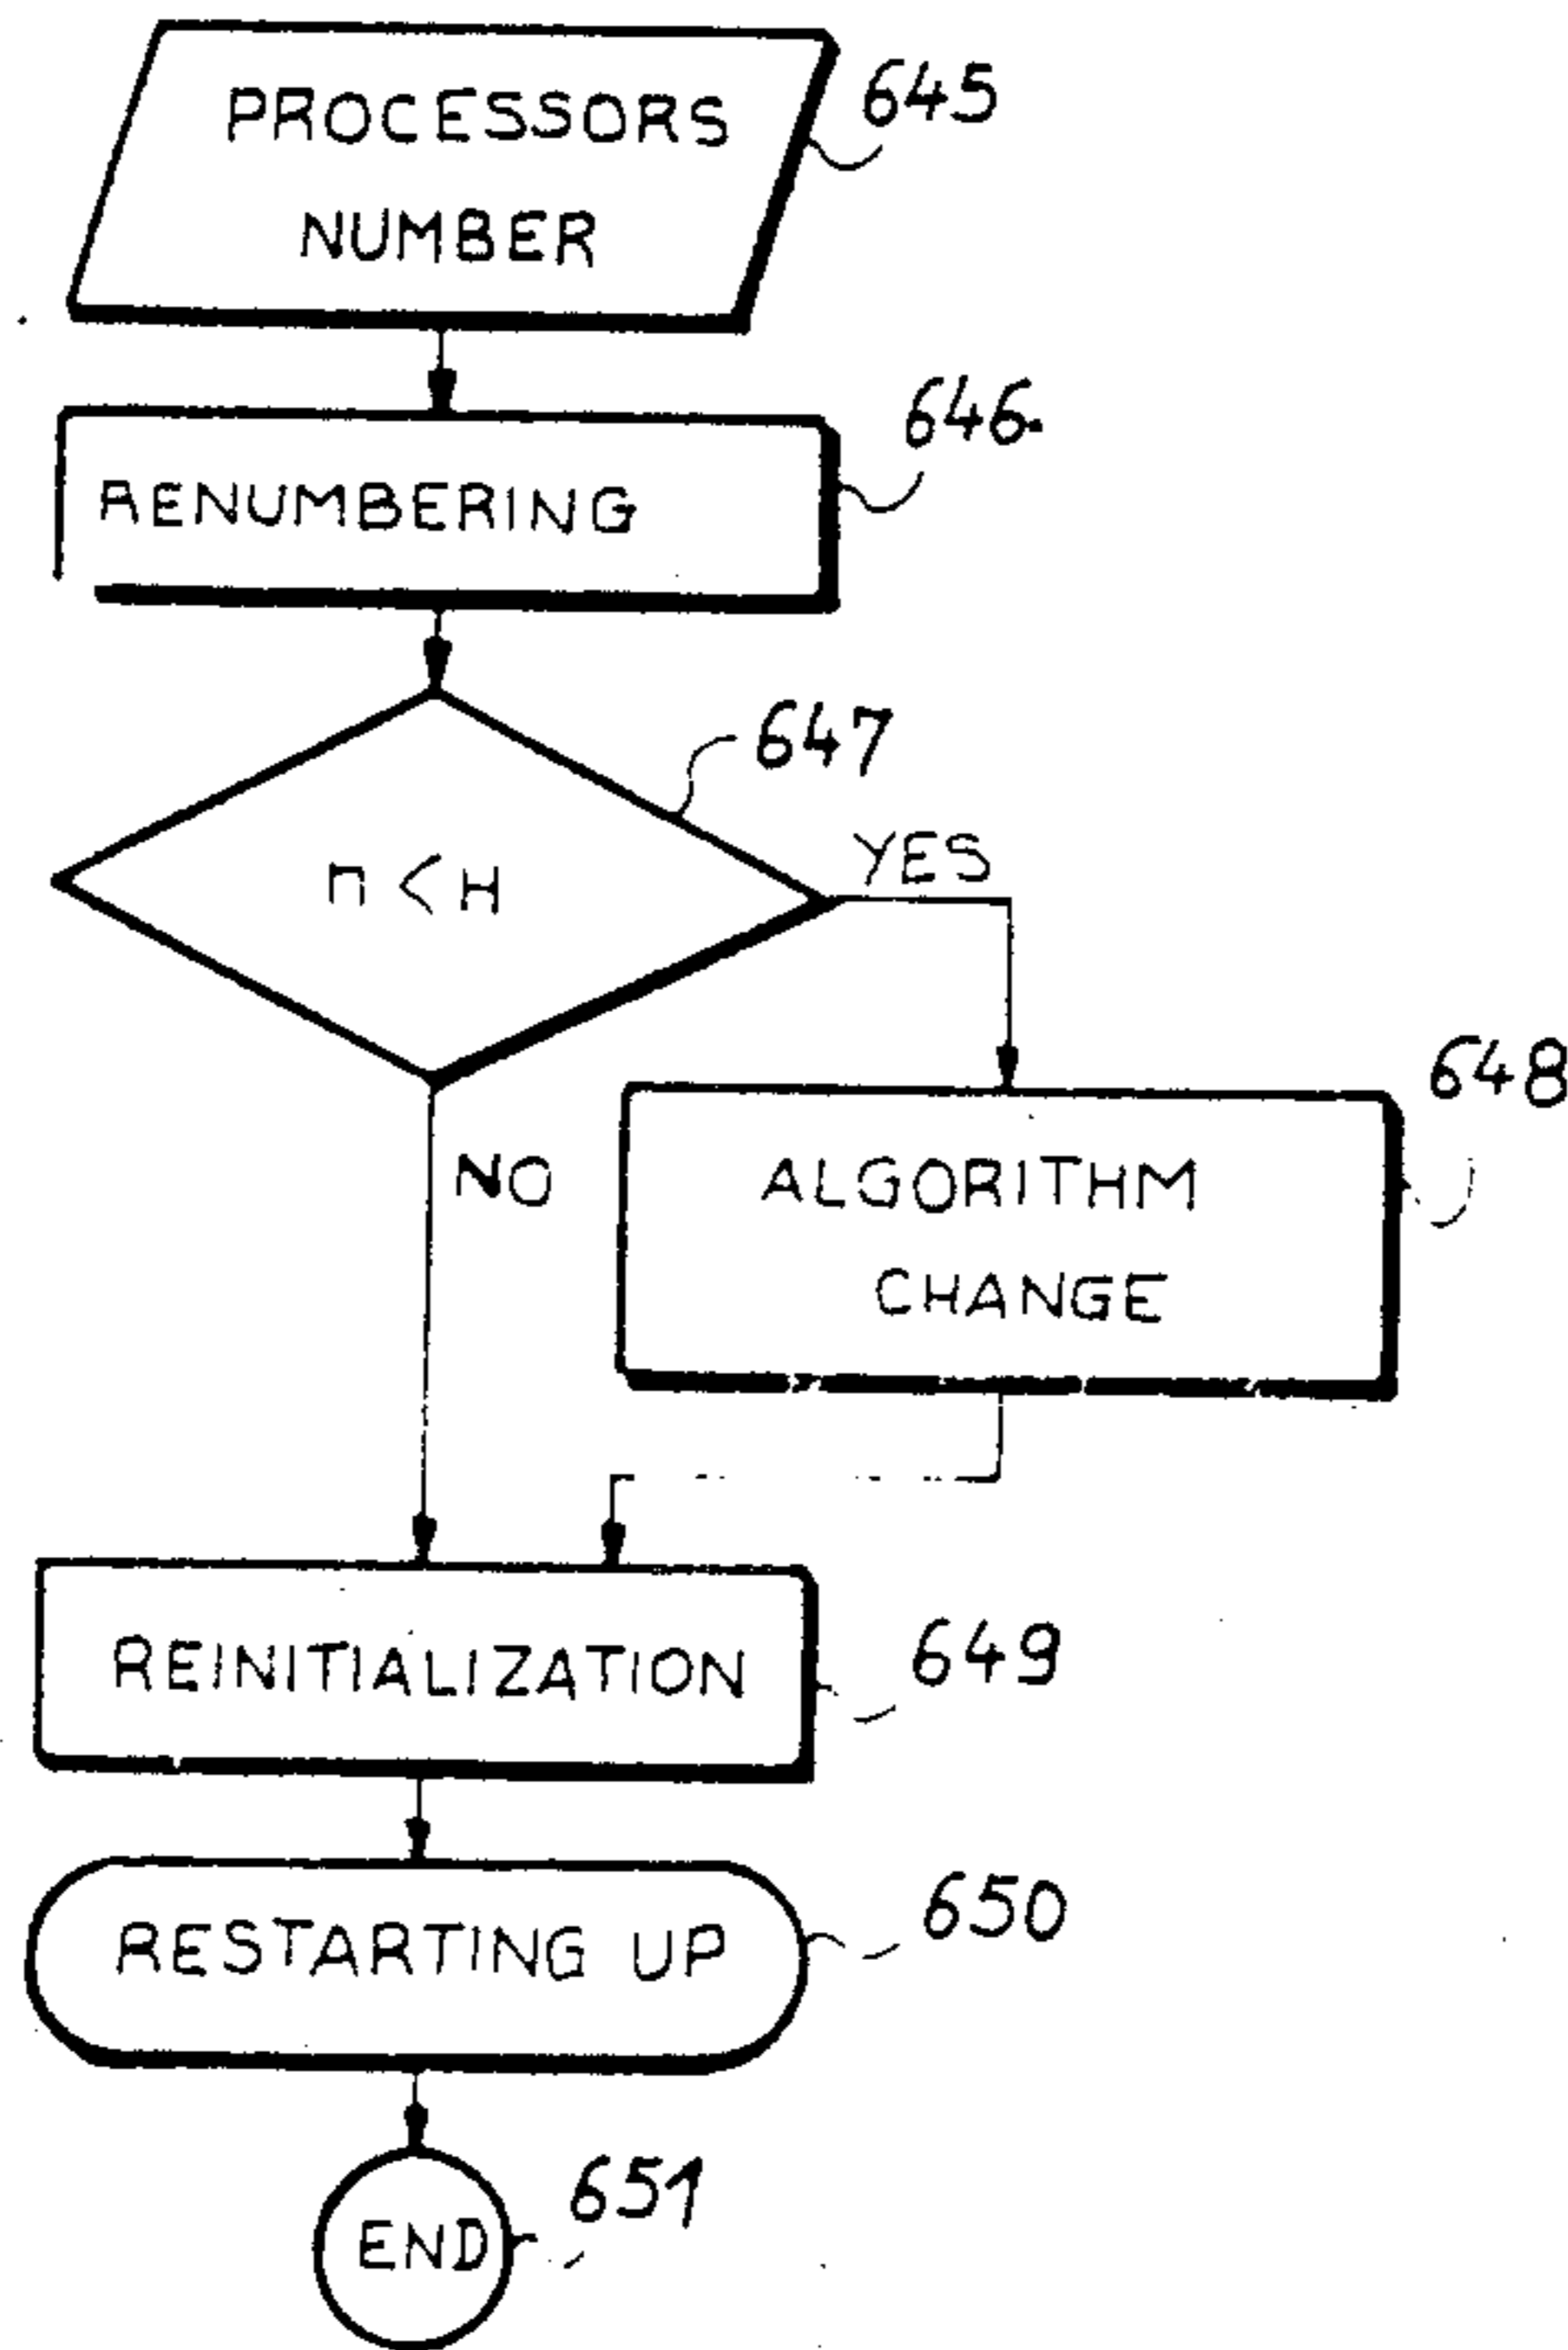 PROCESSORS
NUMBER
645
RENUMBERING
646
647
n < H
YES
NO
648
ALGORITHM
CHANGE
REINITIALIZATION
649
RESTARTING UP
650
END
651